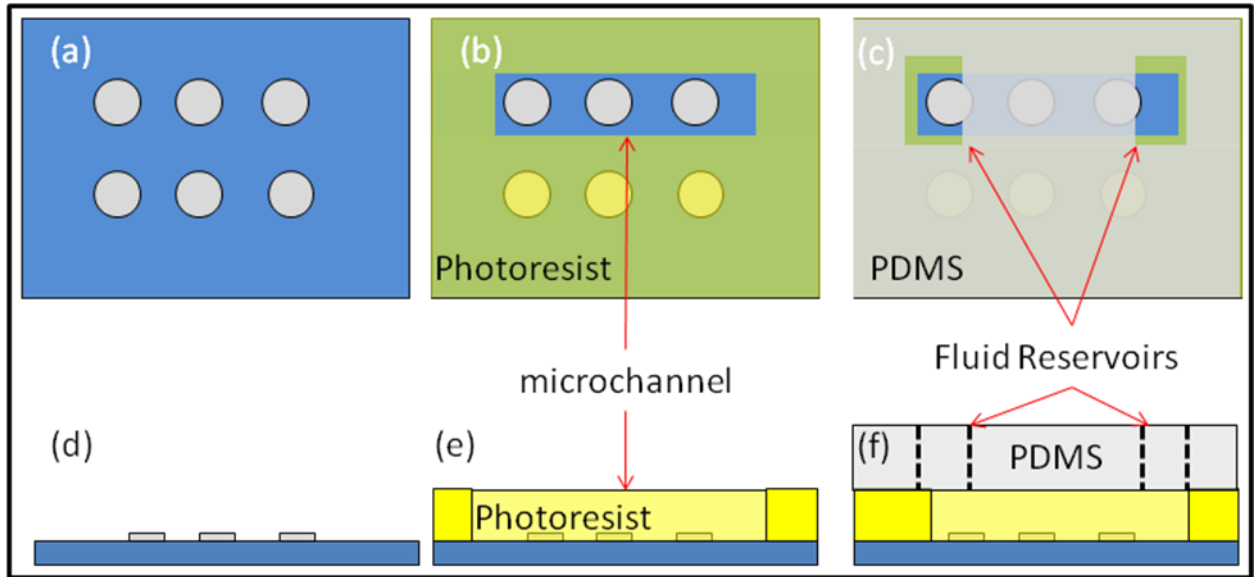 (a)
(b)
(c)
Photoresist
PDMS
microchannel
Fluid Reservoirs
(d)
(e)
(f)
Photoresist
PDMS